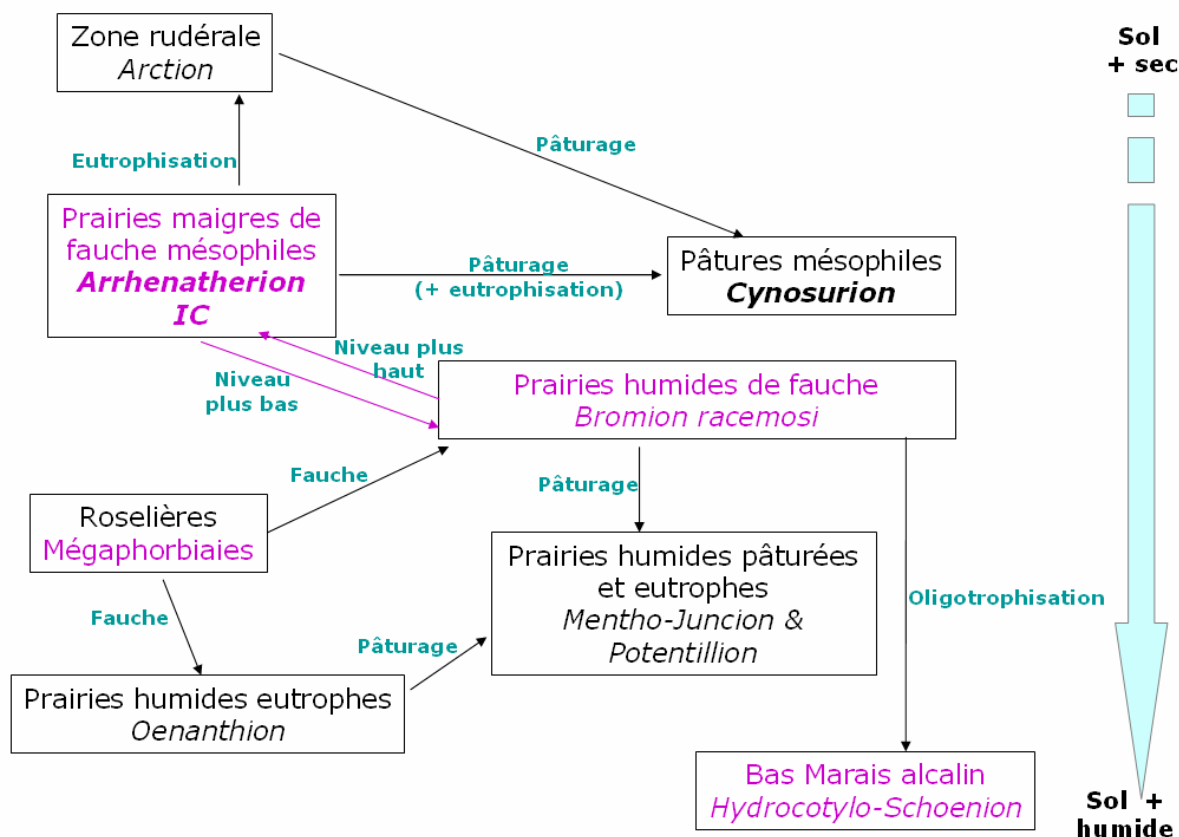 Zone rudérale
Arction
Sol
+ sec
Pâturage
Eutrophisation
Prairies maigres de
fauche mésophiles
Arrhenatherion
IC
Pâturage
(+ eutrophisation)
Pâtures mésophiles
Cynosurion
Niveau plus
haut
Niveau
plus bas
Prairies humides de fauche
Bromion racemosi
Fauche
Pâturage
Roselières
Mégaphorbiaies
Prairies humides pâturées
et eutrophes
Mentho-Juncion &
Potentillion
Oligotrophisation
Fauche
Pâturage
Prairies humides eutrophes
Oenanthion
Bas Marais alcalin
Hydrocotylo-Schoenion
Sol +
humide